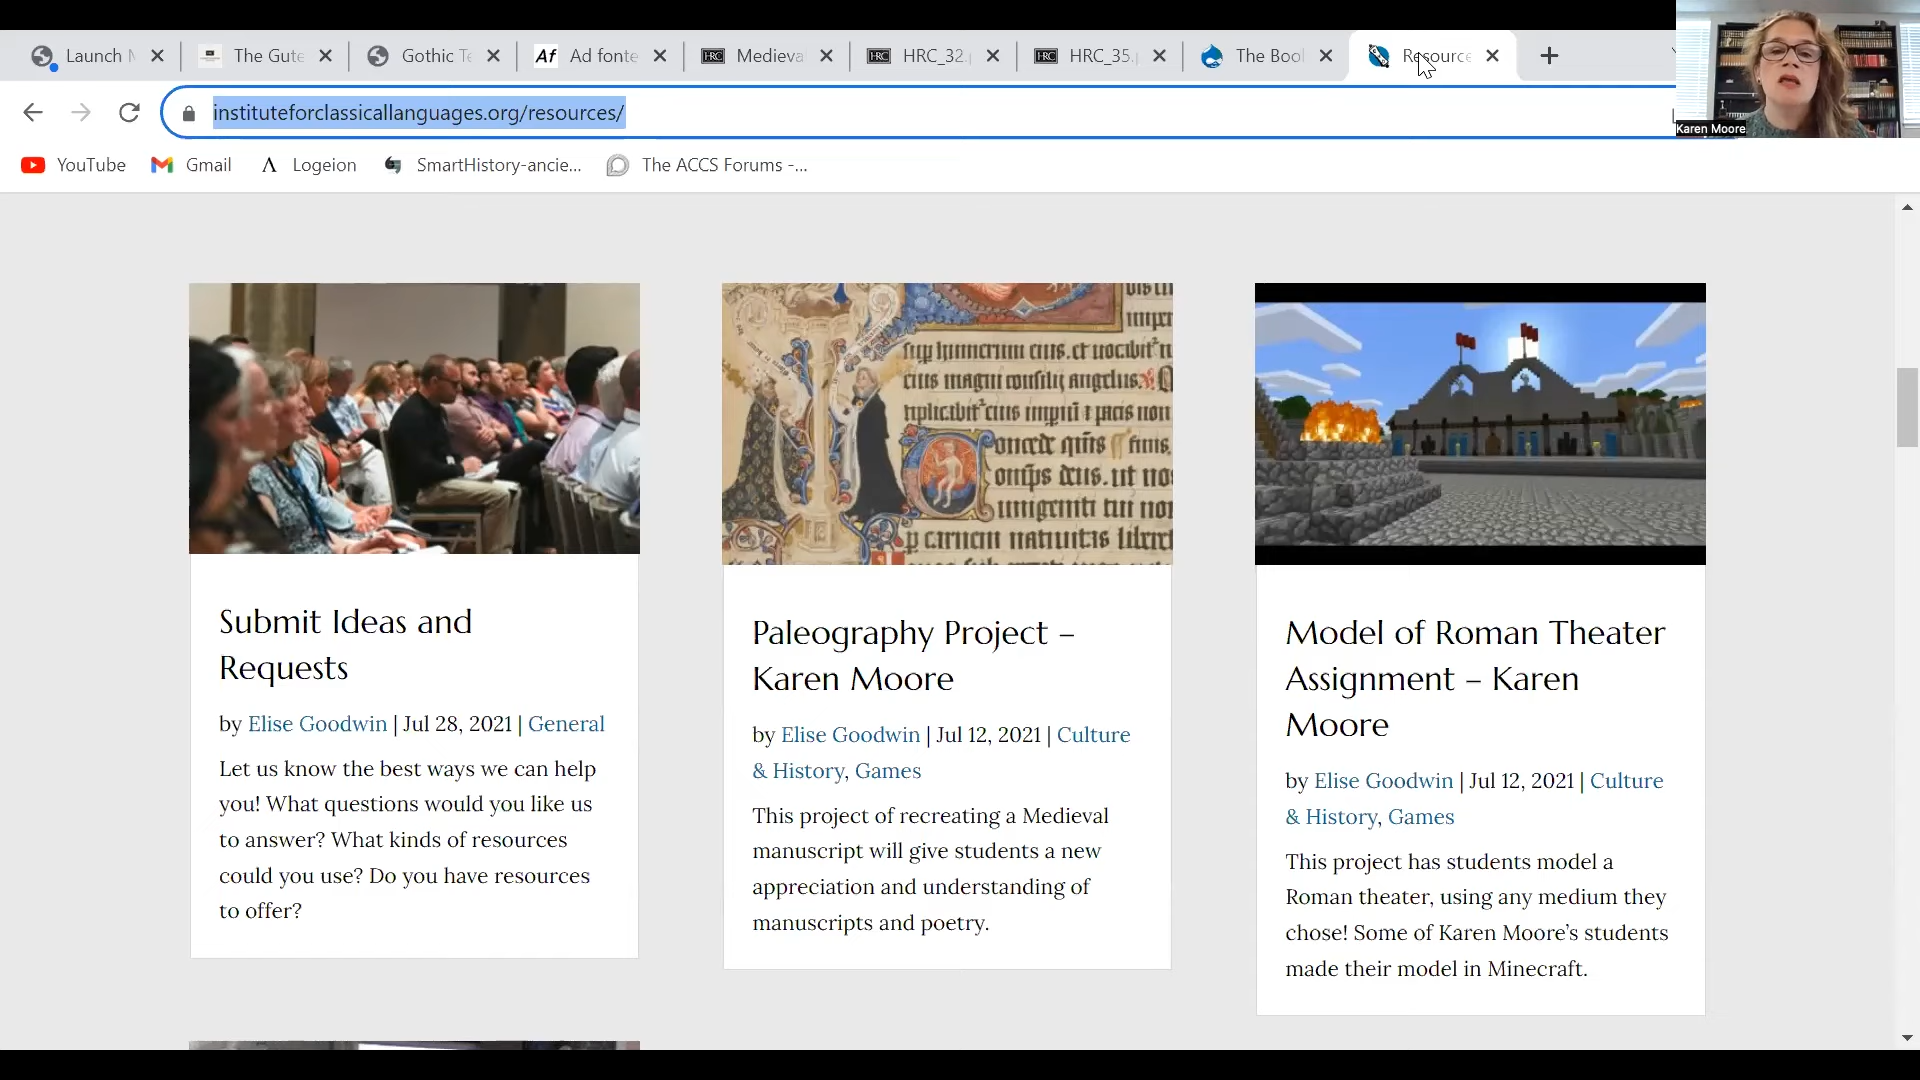 Launch
The Gute
Gothic Te
Af Ad fonte
HRC Medieva
HRC HRC_32.
HRC HRC_35.
The Bool
Resource
instituteforclassicallanguages.org/resources/
Karen Moore
YouTube
Gmail
Logeion
SmartHistory-ancie...
The ACCS Forums -...
Submit Ideas and
Requests
by Elise Goodwin | Jul 28, 2021 | General
Let us know the best ways we can help
you! What questions would you like us
to answer? What kinds of resources
could you use? Do you have resources
to offer?
Paleography Project –
Karen Moore
by Elise Goodwin | Jul 12, 2021 | Culture
& History, Games
This project of recreating a Medieval
manuscript will give students a new
appreciation and understanding of
manuscripts and poetry.
Model of Roman Theater
Assignment – Karen
Moore
by Elise Goodwin | Jul 12, 2021 | Culture
& History, Games
This project has students model a
Roman theater, using any medium they
chose! Some of Karen Moore’s students
made their model in Minecraft.